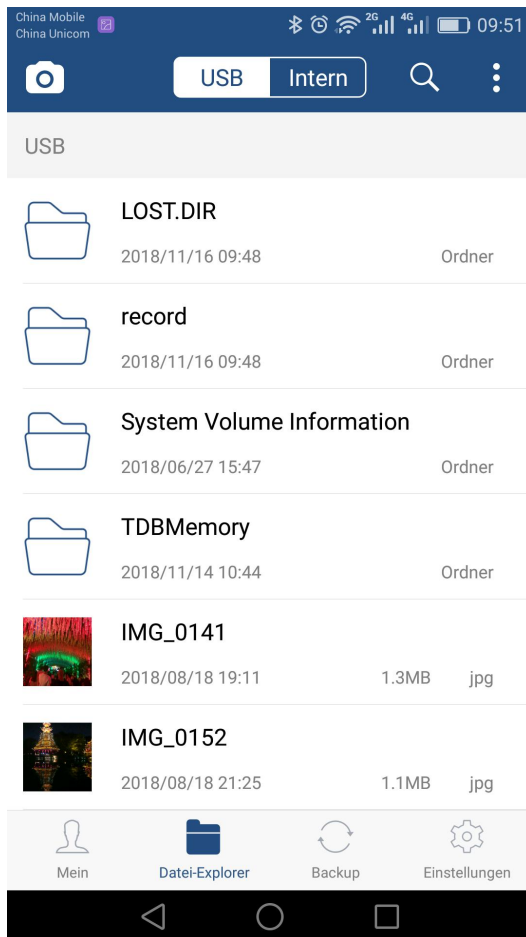 China Mobile
China Unicom
2G 4G 09:51
USB Intern
USB
LOST.DIR
2018/11/16 09:48 Ordner
record
2018/11/16 09:48 Ordner
System Volume Information
2018/06/27 15:47 Ordner
TDBMemory
2018/11/14 10:44 Ordner
IMG_0141
2018/08/18 19:11 1.3MB jpg
IMG_0152
2018/08/18 21:25 1.1MB jpg
Mein Datei-Explorer Backup Einstellungen